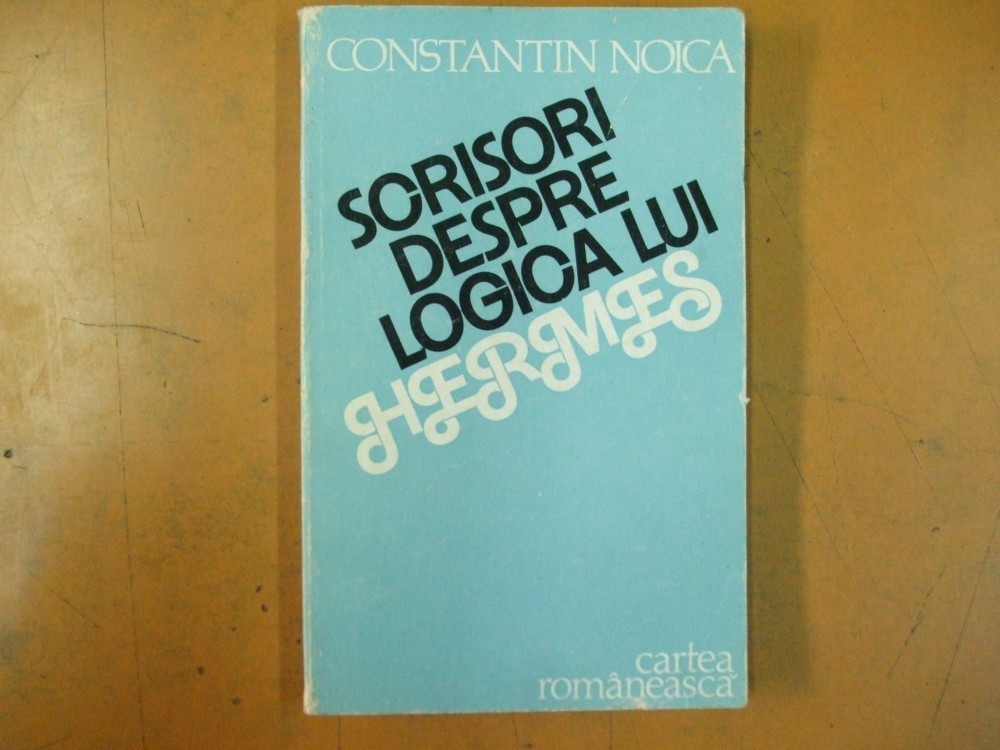 CONSTANTIN NOICA
SCRISORI
DESPRE
LOGICA LUI
HERMES
cartea
românească